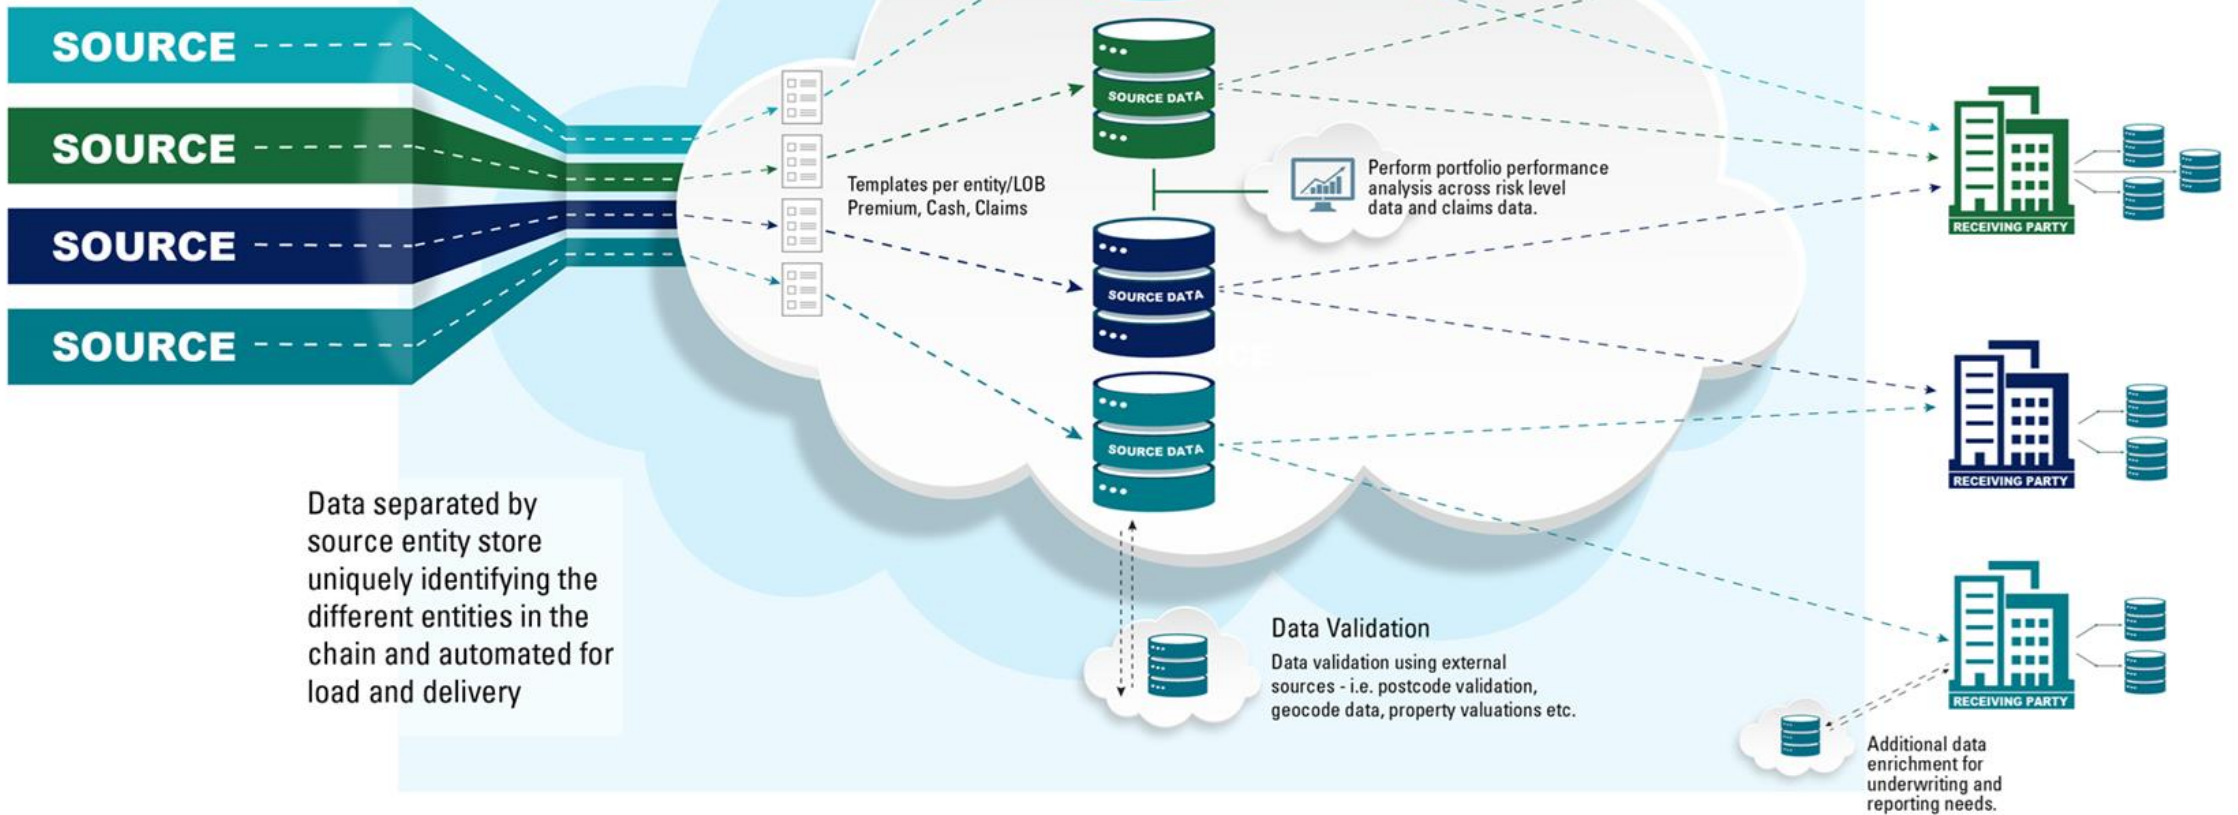 SOURCE
SOURCE
SOURCE
SOURCE
Templates per entity/LOB
Premium, Cash, Claims
SOURCE DATA
SOURCE DATA
SOURCE DATA
Perform portfolio performance
analysis across risk level
data and claims data.
RECEIVING PARTY
RECEIVING PARTY
RECEIVING PARTY
Data separated by
source entity store
uniquely identifying the
different entities in the
chain and automated for
load and delivery
Data Validation
Data validation using external
sources - i.e. postcode validation,
geocode data, property valuations etc.
Additional data
enrichment for
underwriting and
reporting needs.